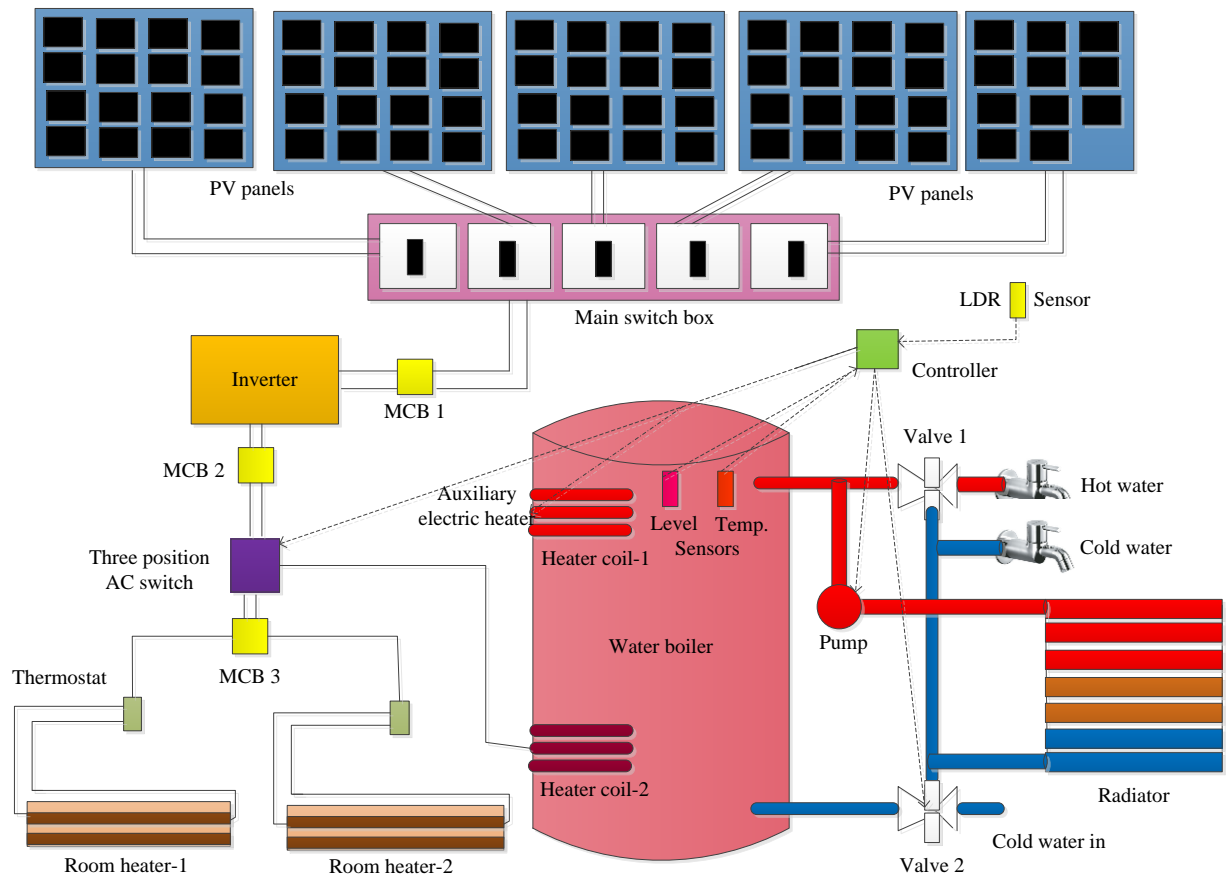 PV panels
PV panels
Main switch box
LDR Sensor
Controller
Inverter
MCB 1
MCB 2
Valve 1
Auxiliary
electric heater
Level
Temp.
Sensors
Hot water
Heater coil-1
Cold water
Three position
AC switch
Pump
Water boiler
MCB 3
Thermostat
Heater coil-2
Radiator
Cold water in
Room heater-1
Room heater-2
Valve 2